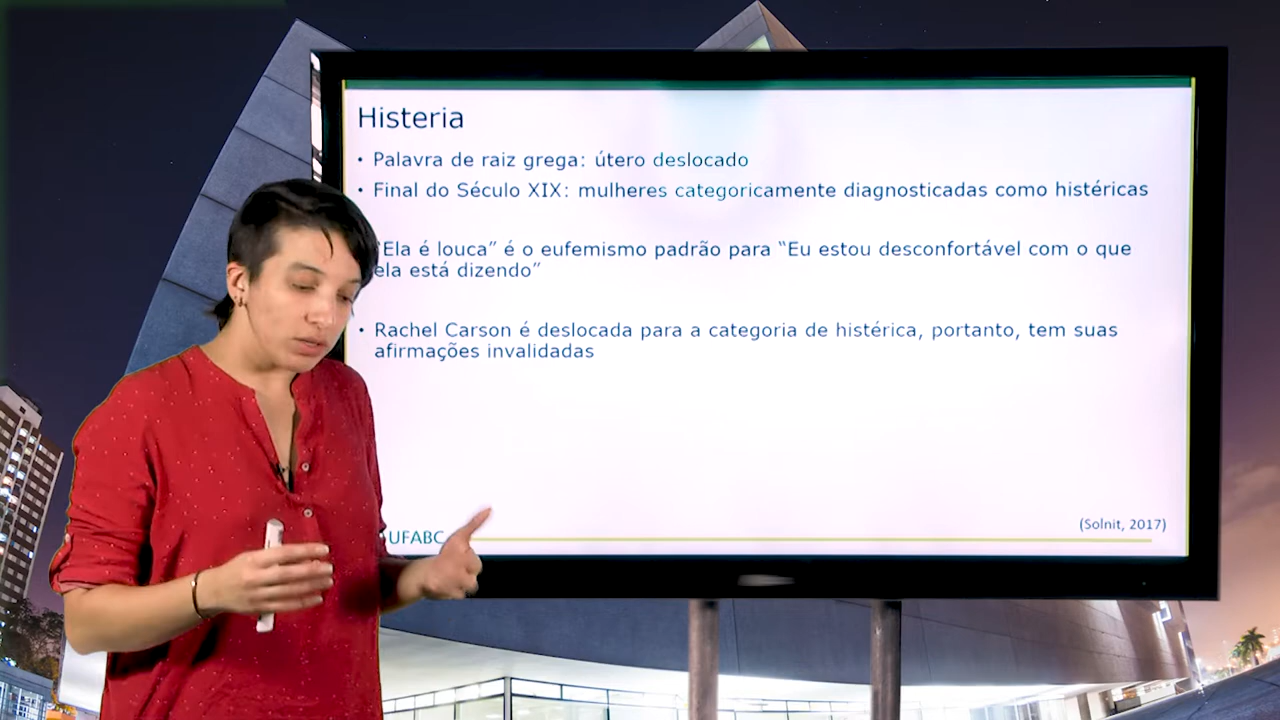 Histeria
• Palavra de raiz grega: útero deslocado
• Final do Século XIX: mulheres categoricamente diagnosticadas como histéricas
"Ela é louca” é o eufemismo padrão para “Eu estou desconfortável com o que
ela está dizendo”
• Rachel Carson é deslocada para a categoria de histérica, portanto, tem suas
afirmações invalidadas
(Solnit, 2017)
UFABC